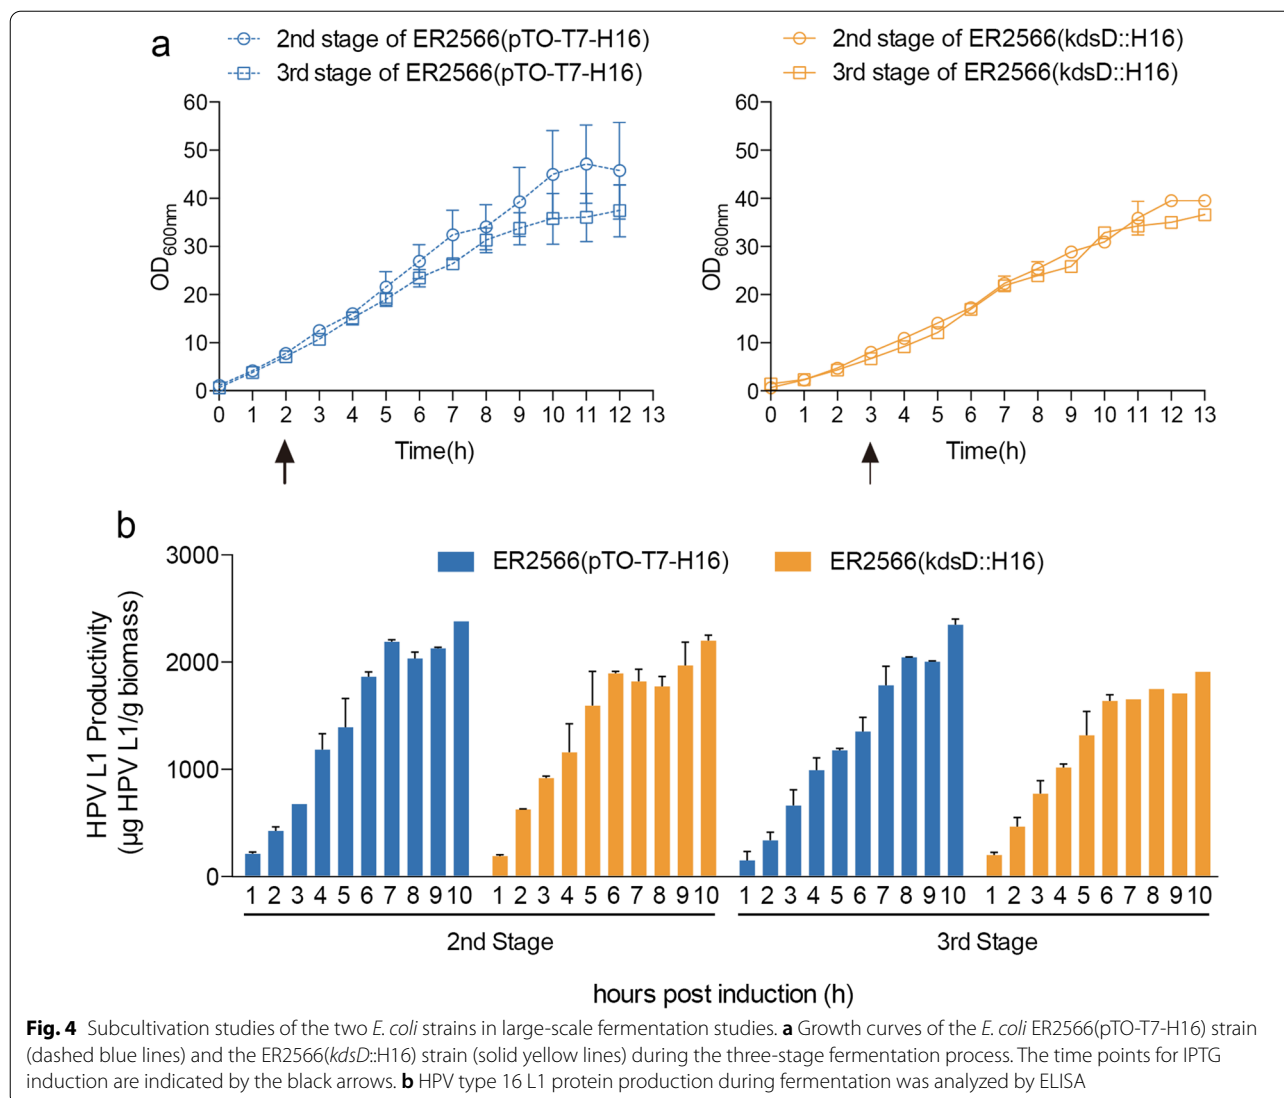 a
2nd stage of ER2566(pTO-T7-H16)
3rd stage of ER2566(pTO-T7-H16)
2nd stage of ER2566(kdsD::H16)
3rd stage of ER2566(kdsD::H16)
60
50
40
30
20
10
0
OD600nm
0 1 2 3 4 5 6 7 8 9 10 11 12 13
Time(h)
60
50
40
30
20
10
0
OD600nm
0 1 2 3 4 5 6 7 8 9 10 11 12 13
Time(h)
b
ER2566(pTO-T7-H16)
ER2566(kdsD::H16)
3000
2000
1000
0
HPV L1 Productivity
(µg HPV L1/g biomass)
1 2 3 4 5 6 7 8 9 10 1 2 3 4 5 6 7 8 9 10 1 2 3 4 5 6 7 8 9 10 1 2 3 4 5 6 7 8 9 10
2nd Stage
3rd Stage
hours post induction (h)
Fig. 4 Subcultivation studies of the two E. coli strains in large-scale fermentation studies. a Growth curves of the E. coli ER2566(pTO-T7-H16) strain
(dashed blue lines) and the ER2566(kdsD::H16) strain (solid yellow lines) during the three-stage fermentation process. The time points for IPTG
induction are indicated by the black arrows. b HPV type 16 L1 protein production during fermentation was analyzed by ELISA